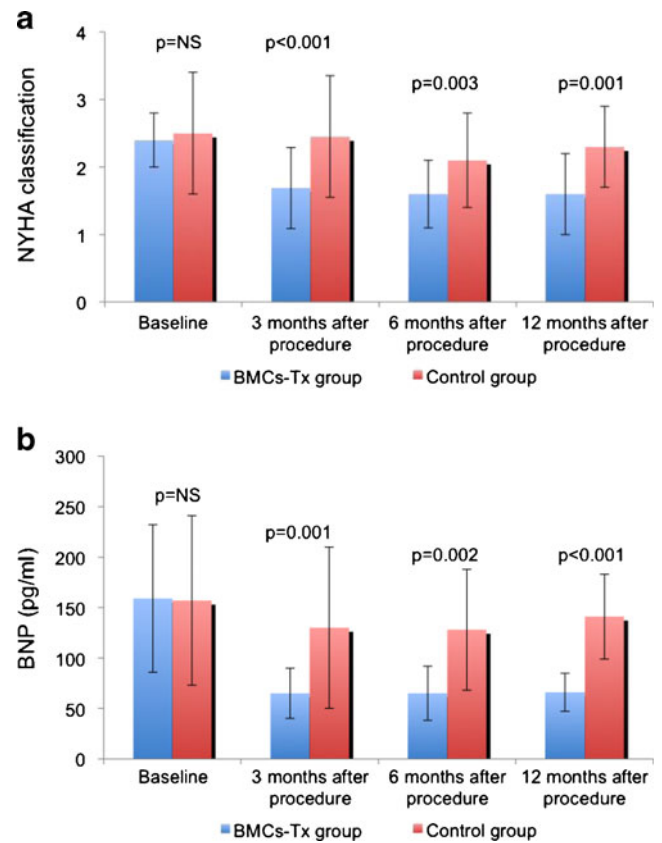 a
4
p=NS
p<0.001
p=0.003
p=0.001
3
2
1
0
NYHA classification
Baseline
3 months after procedure
6 months after procedure
12 months after procedure
BMCs-Tx group
Control group
b
300
250
200
150
100
50
0
p=NS
p=0.001
p=0.002
p<0.001
BNP (pg/ml)
Baseline
3 months after procedure
6 months after procedure
12 months after procedure
BMCs-Tx group
Control group